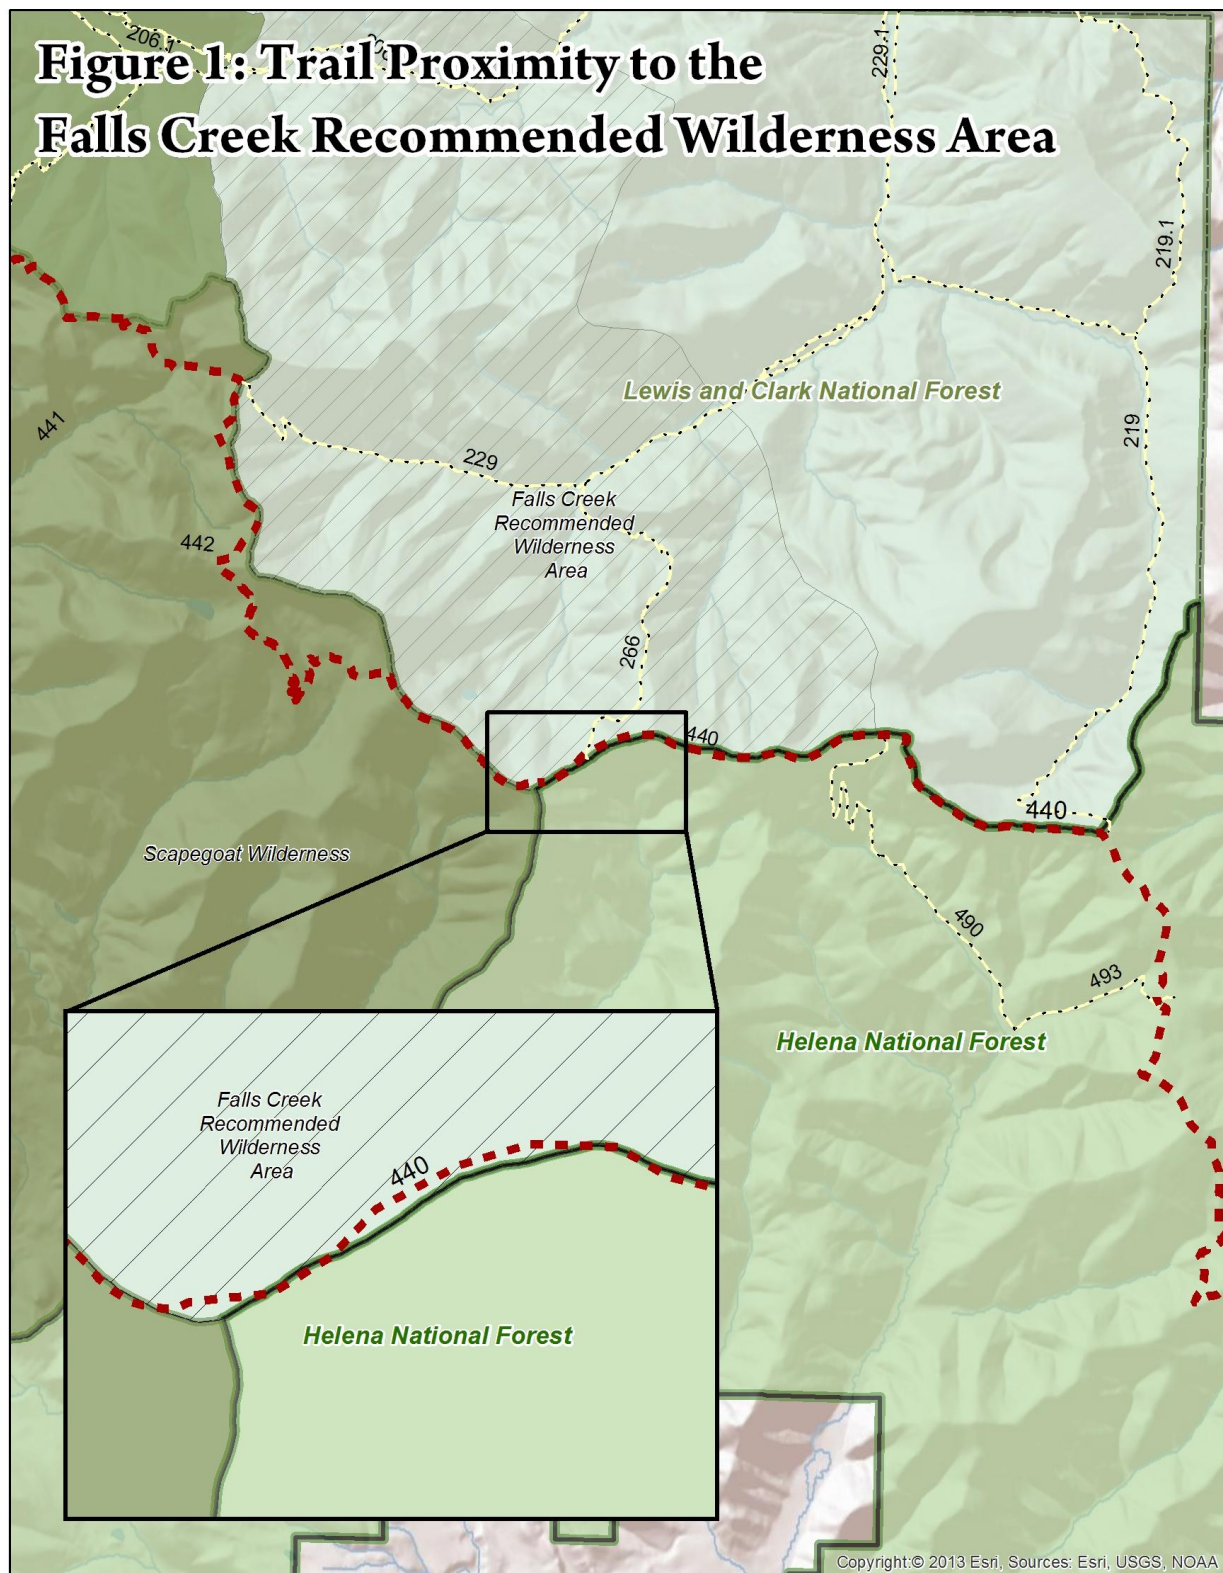 Figure 1: Trail Proximity to the
Falls Creek Recommended Wilderness Area
206.1
229.1
219.1
Lewis and Clark National Forest
441
219
229
Falls Creek
Recommended
Wilderness
Area
442
266
440
440
Scapegoat Wilderness
490
493
Helena National Forest
Falls Creek
Recommended
Wilderness
Area
440
Helena National Forest
Copyright:© 2013 Esri, Sources: Esri, USGS, NOAA